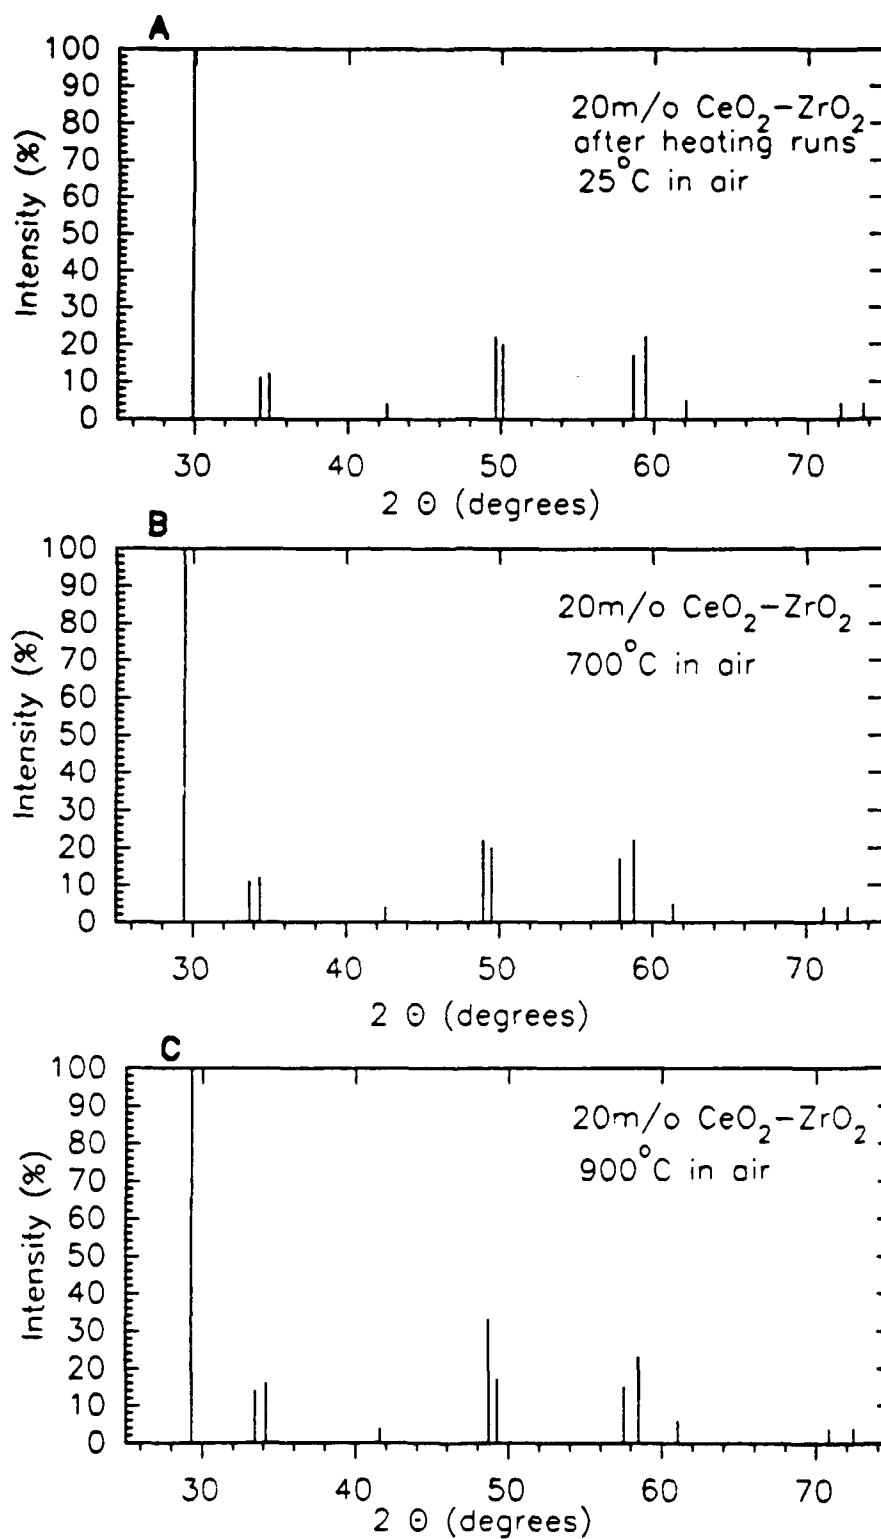 A
100
90
80
70
60
50
40
30
20
10
0
Intensity (%)
20m/o CeO₂-ZrO₂
after heating runs
25°C in air
30 40 50 60 70
2 Θ (degrees)
B
100
90
80
70
60
50
40
30
20
10
0
Intensity (%)
20m/o CeO₂-ZrO₂
700°C in air
30 40 50 60 70
2 Θ (degrees)
C
100
90
80
70
60
50
40
30
20
10
0
Intensity (%)
20m/o CeO₂-ZrO₂
900°C in air
30 40 50 60 70
2 Θ (degrees)